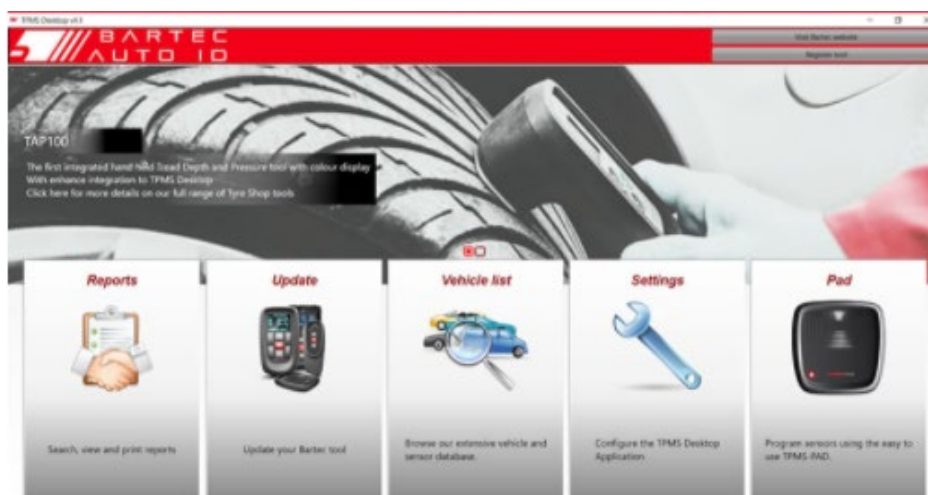 TPMS Desktop v4.1
BARTEC
AUTO ID
Visit Bartec website
Register tool
TAP100
The first integrated hand held Tread Depth and Pressure tool with colour display
With enhance integration to TPMS Desktop
Click here for more details on our full range of Tyre Shop tools
Reports
Update
Vehicle list
Settings
Pad
Search, view and print reports
Update your Bartec tool
Browse our extensive vehicle and
sensor database.
Configure the TPMS Desktop
Application
Program sensors using the easy to
use TPMS-PAD.